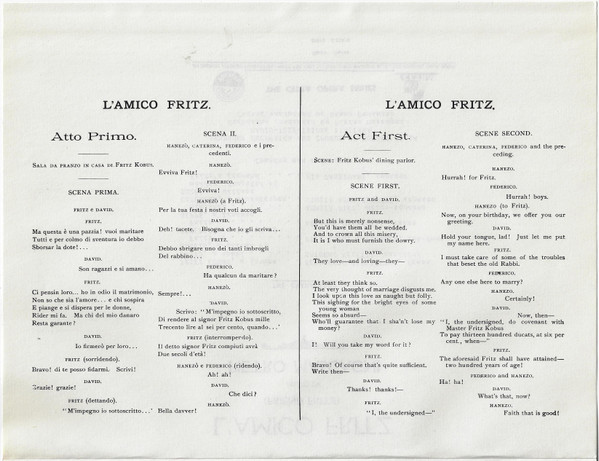 L'AMICO FRITZ.
Atto Primo.
SALA DA PRANZO IN CASA DI FRITZ KOBUS.
SCENA PRIMA.
FRITZ e DAVID.
FRITZ.
Ma questa è una pazzia! vuoi maritare
Tutti e per colmo di sventura io debbo
Sborsar la dote!...
DAVID.
Son ragazzi e si amano...
FRITZ.
Ci pensin loro... ho in odio il matrimonio,
Non so che sia l'amore... e chi sospira
E piange e si dispera per le donne,
Rider mi fa. Ma chi del mio danaro
Resta garante?
DAVID.
Io fermerò per loro...
FRITZ (sorridendo).
Bravo! di te posso fidarmi. Scrivi!
DAVID.
Grazie! grazie!
FRITZ (dettando).
"M'impegno io sottoscritto...'
SCENA II.
HANEZÒ, CATERINA, FEDERICO e i pre-
cedenti.
HANEZÒ.
Evviva Fritz!
FEDERICO.
Evviva!
HANEZÒ (a Fritz).
Per la tua festa i nostri voti accogli.
DAVID.
Deh! tacete. Bisogna che io gli scriva...
FRITZ.
Debbo sbrigare uno dei tanti imbrogli
Del rabbino...
FEDERICO.
Ha qualcun da maritare?
HANEZÒ.
Sempre!...
DAVID.
Scrivo: "M'impegno io sottoscritto,
Di rendere al signor Fritz Kobus mille
Trecento lire al sei per cento, quando..."
FRITZ (interrompendo).
Il detto signor Fritz compiuti avrà
Due secoli d'età!
HANEZÒ e FEDERICO (ridendo).
Ah! ah!
DAVID.
Che dici?
HANEZÒ.
Bella davver!
L'AMICO FRITZ.
Act First.
SCENE: Fritz Kobus' dining parlor.
SCENE FIRST.
FRITZ and DAVID.
FRITZ.
But this is merely nonsense,
You'd have them all be wedded.
And to crown all this misery,
It is I who must furnish the dowry.
DAVID.
They love—and loving—they—
FRITZ.
At least they think so,
The very thought of marriage disgusts me,
I look upon this love as naught but folly.
This sighing for the bright eyes of some
young woman
Seems so absurd—
Who'll guarantee that I sha'n't lose my
money?
DAVID.
I! Will you take my word for it?
FRITZ.
Bravo! Of course that's quite sufficient,
Write then—
DAVID.
Thanks! thanks!—
FRITZ.
"I, the undersigned—"
SCENE SECOND.
HANEZO, CATERINA, FEDERICO and the pre-
ceding.
HANEZO.
Hurrah! for Fritz.
FEDERICO.
Hurrah! boys.
HANEZO (to Fritz).
Now, on your birthday, we offer you our
greeting.
DAVID.
Hold your tongue, lad! Just let me put
my name here.
FRITZ.
I must take care of some of the troubles
that beset the old Rabbi.
FEDERICO.
Any one else here to marry?
HANEZO.
Certainly!
DAVID.
Now, then—
"I, the undersigned, do covenant with
Master Fritz Kobus
To pay thirteen hundred ducats, at six per
cent., when—"
FRITZ.
The aforesaid Fritz shall have attained—
two hundred years of age!
FEDERICO and HANEZO.
Ha! ha!
DAVID.
What's that, now?
HANEZO.
Faith that is good!